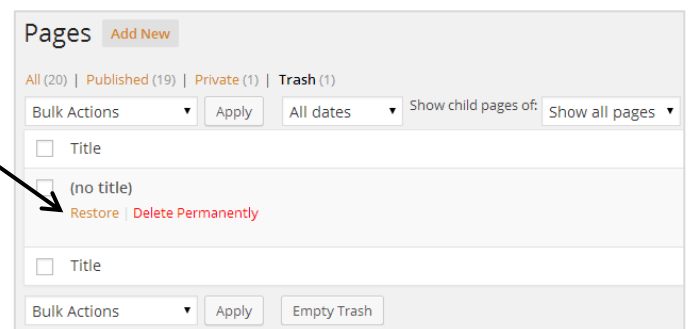 Pages Add New
All (20) | Published (19) | Private (1) | Trash (1)
Bulk Actions Apply All dates Show child pages of: Show all pages
Title
(no title)
Restore | Delete Permanently
Title
Bulk Actions Apply Empty Trash